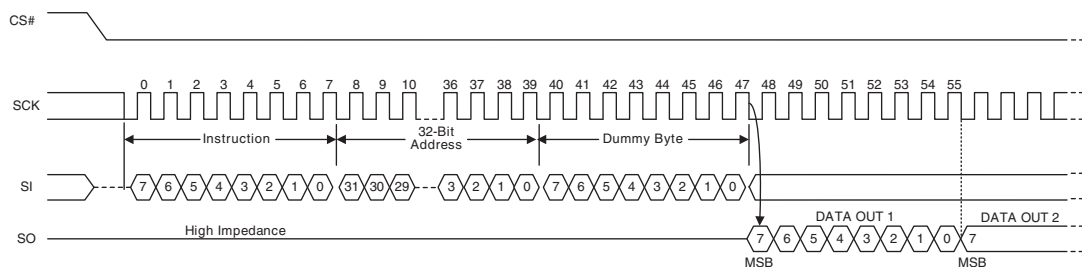 CS#
0 1 2 3 4 5 6 7 8 9 10 36 37 38 39 40 41 42 43 44 45 46 47 48 49 50 51 52 53 54 55
SCK
Instruction
32-Bit
Address
Dummy Byte
SI
7 6 5 4 3 2 1 0 31 30 29 3 2 1 0 7 6 5 4 3 2 1 0
DATA OUT 1 DATA OUT 2
High Impedance
SO
7 6 5 4 3 2 1 0 7
MSB MSB